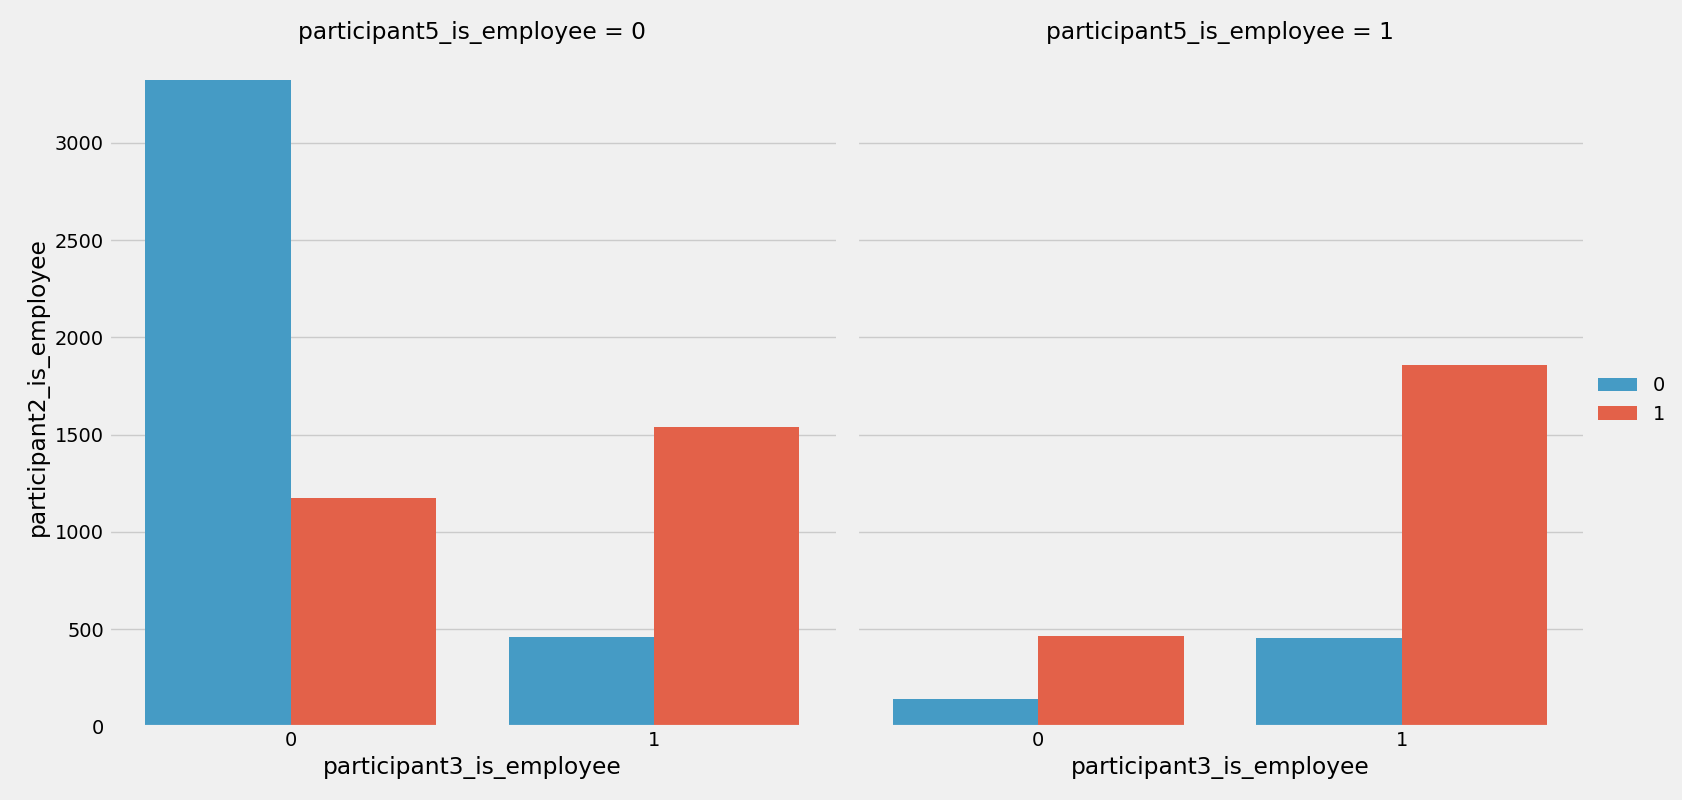 participant5_is_employee = 0
participant5_is_employee = 1
participant2_is_employee
3000
2500
2000
1500
1000
500
0
0
1
0
1
participant3_is_employee
participant3_is_employee
0
1